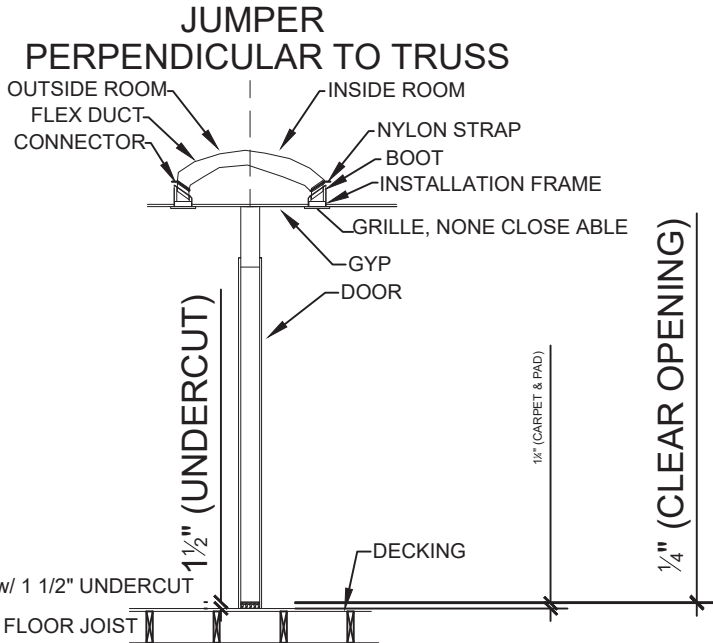 JUMPER
PERPENDICULAR TO TRUSS
OUTSIDE ROOM
INSIDE ROOM
FLEX DUCT
NYLON STRAP
CONNECTOR
BOOT
INSTALLATION FRAME
GRILLE, NONE CLOSE ABLE
GYP
DOOR
1½" (UNDERCUT)
1¼" (CARPET & PAD)
¼" (CLEAR OPENING)
DECKING
w/ 1 1/2" UNDERCUT
FLOOR JOIST